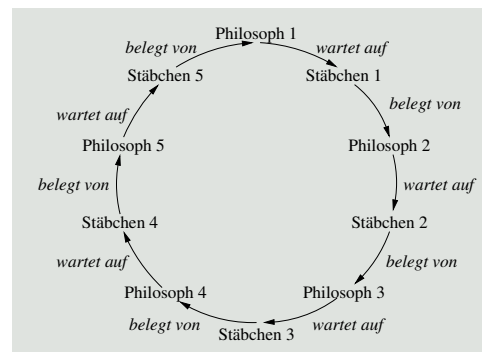 Philosoph 1
wartet auf
Stäbchen 1
belegt von
Philosoph 2
wartet auf
Stäbchen 2
belegt von
Philosoph 3
wartet auf
Stäbchen 3
belegt von
Philosoph 4
wartet auf
Stäbchen 4
belegt von
Philosoph 5
wartet auf
Stäbchen 5
belegt von